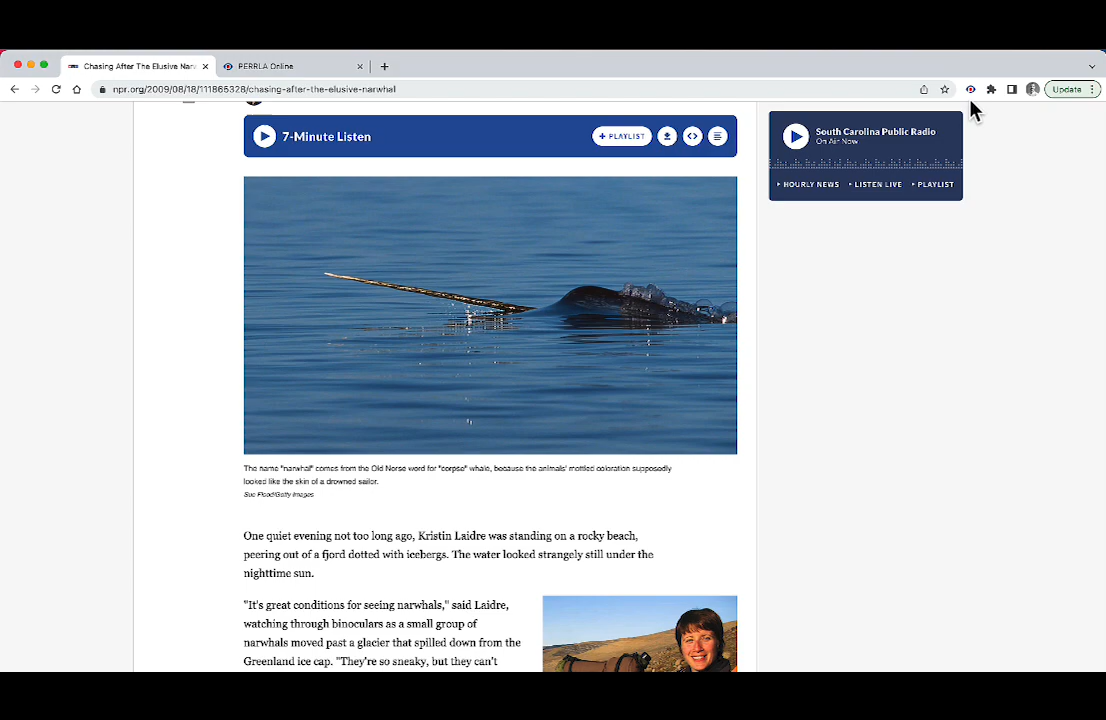 Chasing After The Elusive Narw
PERRLA Online
npr.org/2009/08/18/111865328/chasing-after-the-elusive-narwhal
Update
7-Minute Listen
+ PLAYLIST
South Carolina Public Radio
On Air Now
HOURLY NEWS
LISTEN LIVE
PLAYLIST
The name "narwhal" comes from the Old Norse word for "corpse" whale, because the animals' mottled coloration supposedly
looked like the skin of a drowned sailor.
Sue Flood/Getty Images
One quiet evening not too long ago, Kristin Laidre was standing on a rocky beach,
peering out of a fjord dotted with icebergs. The water looked strangely still under the
nighttime sun.
"It's great conditions for seeing narwhals," said Laidre,
watching through binoculars as a small group of
narwhals moved past a glacier that spilled down from the
Greenland ice cap. "They're so sneaky, but they can't